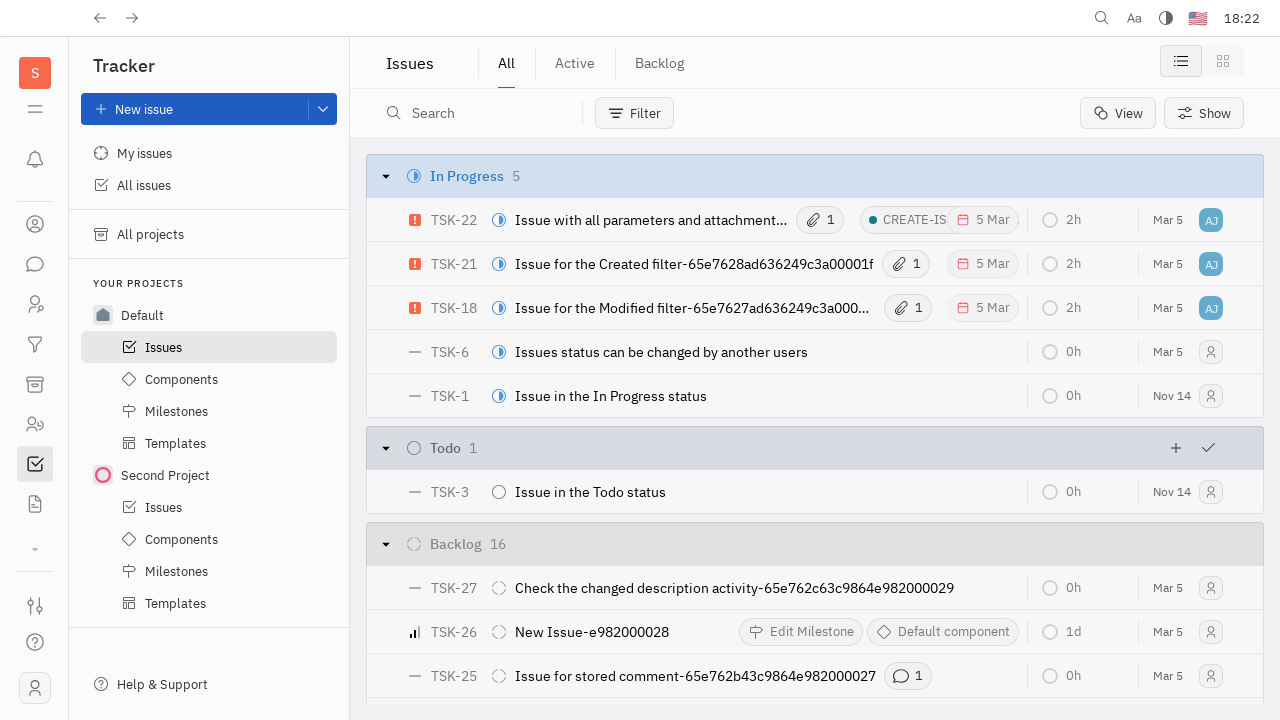 Aa
18:22
S
Tracker
New issue
My issues
All issues
All projects
YOUR PROJECTS
Default
Issues
Components
Milestones
Templates
Second Project
Issues
Components
Milestones
Templates
Help & Support
Issues
All
Active
Backlog
Search
Filter
View
Show
In Progress 5
TSK-22 Issue with all parameters and attachment... 1 CREATE-IS 5 Mar 2h Mar 5 AJ
TSK-21 Issue for the Created filter-65e7628ad636249c3a00001f 1 5 Mar 2h Mar 5 AJ
TSK-18 Issue for the Modified filter-65e7627ad636249c3a000... 1 5 Mar 2h Mar 5 AJ
TSK-6 Issues status can be changed by another users 0h Mar 5
TSK-1 Issue in the In Progress status 0h Nov 14
Todo 1
TSK-3 Issue in the Todo status 0h Nov 14
Backlog 16
TSK-27 Check the changed description activity-65e762c63c9864e982000029 0h Mar 5
TSK-26 New Issue-e982000028 Edit Milestone Default component 1d Mar 5
TSK-25 Issue for stored comment-65e762b43c9864e982000027 1 0h Mar 5